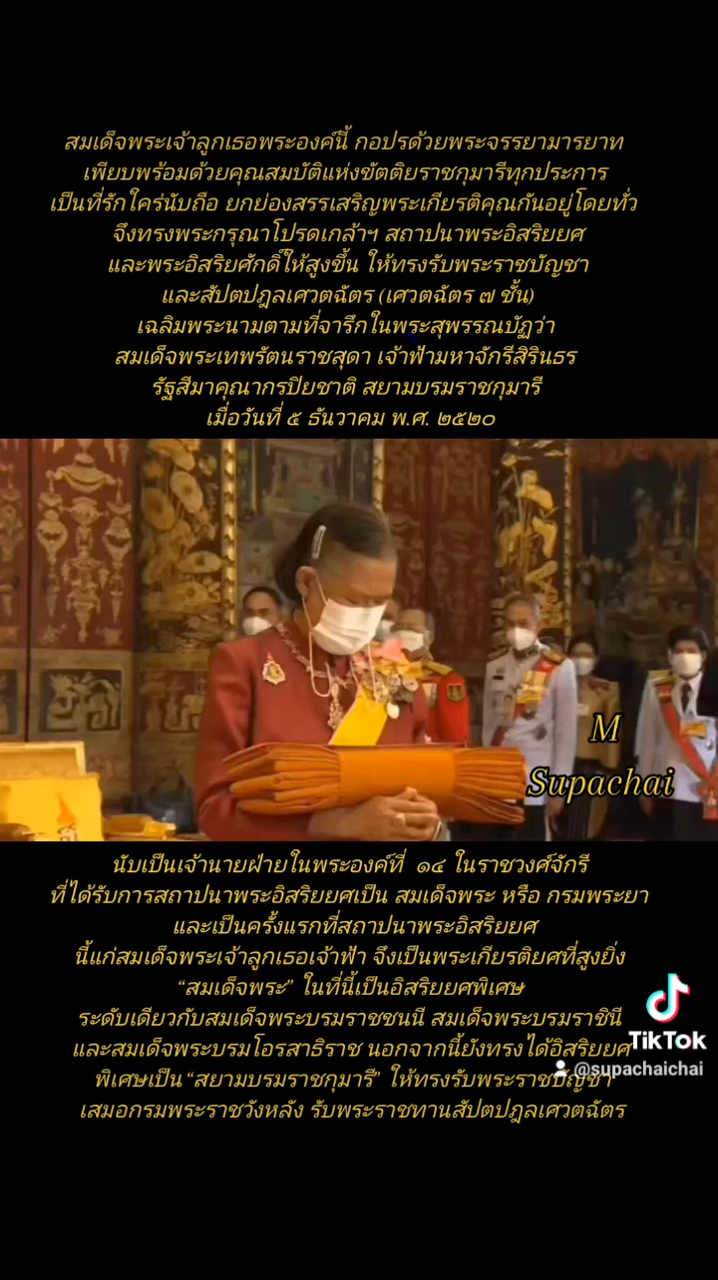 สมเด็จพระเจ้าลูกเธอพระองค์นี้ กอปรด้วยพระจรรยามารยาท
เพียบพร้อมด้วยคุณสมบัติแห่งขัตติยราชกุมารีทุกประการ
เป็นที่รักใคร่นับถือ ยกย่องสรรเสริญพระเกียรติคุณกันอยู่โดยทั่ว
จึงทรงพระกรุณาโปรดเกล้าฯ สถาปนาพระอิสริยยศ
และพระอิสริยศักดิ์ให้สูงขึ้น ให้ทรงรับพระราชบัญชา
และสัปตปฎลเศวตฉัตร (เศวตฉัตร ๗ ชั้น)
เฉลิมพระนามตามที่จารึกในพระสุพรรณบัฏว่า
สมเด็จพระเทพรัตนราชสุดา เจ้าฟ้ามหาจักรีสิรินธร
รัฐสีมาคุณากรปิยชาติ สยามบรมราชกุมารี
เมื่อวันที่ ๕ ธันวาคม พ.ศ. ๒๕๒๐
M
Supachai
นับเป็นเจ้านายฝ่ายในพระองค์ที่ ๑๔ ในราชวงศ์จักรี
ที่ได้รับการสถาปนาพระอิสริยยศเป็น สมเด็จพระ หรือ กรมพระยา
และเป็นครั้งแรกที่สถาปนาพระอิสริยยศ
นี้แก่สมเด็จพระเจ้าลูกเธอเจ้าฟ้า จึงเป็นพระเกียรติยศที่สูงยิ่ง
“สมเด็จพระ” ในที่นี้เป็นอิสริยยศพิเศษ
ระดับเดียวกับสมเด็จพระบรมราชชนนี สมเด็จพระบรมราชินี
และสมเด็จพระบรมโอรสาธิราช นอกจากนี้ยังทรงได้อิสริยยศ
พิเศษเป็น “สยามบรมราชกุมารี” ให้ทรงรับพระราชบัญชา
เสมอกรมพระราชวังหลัง รับพระราชทานสัปตปฎลเศวตฉัตร
TikTok
@supachaichai